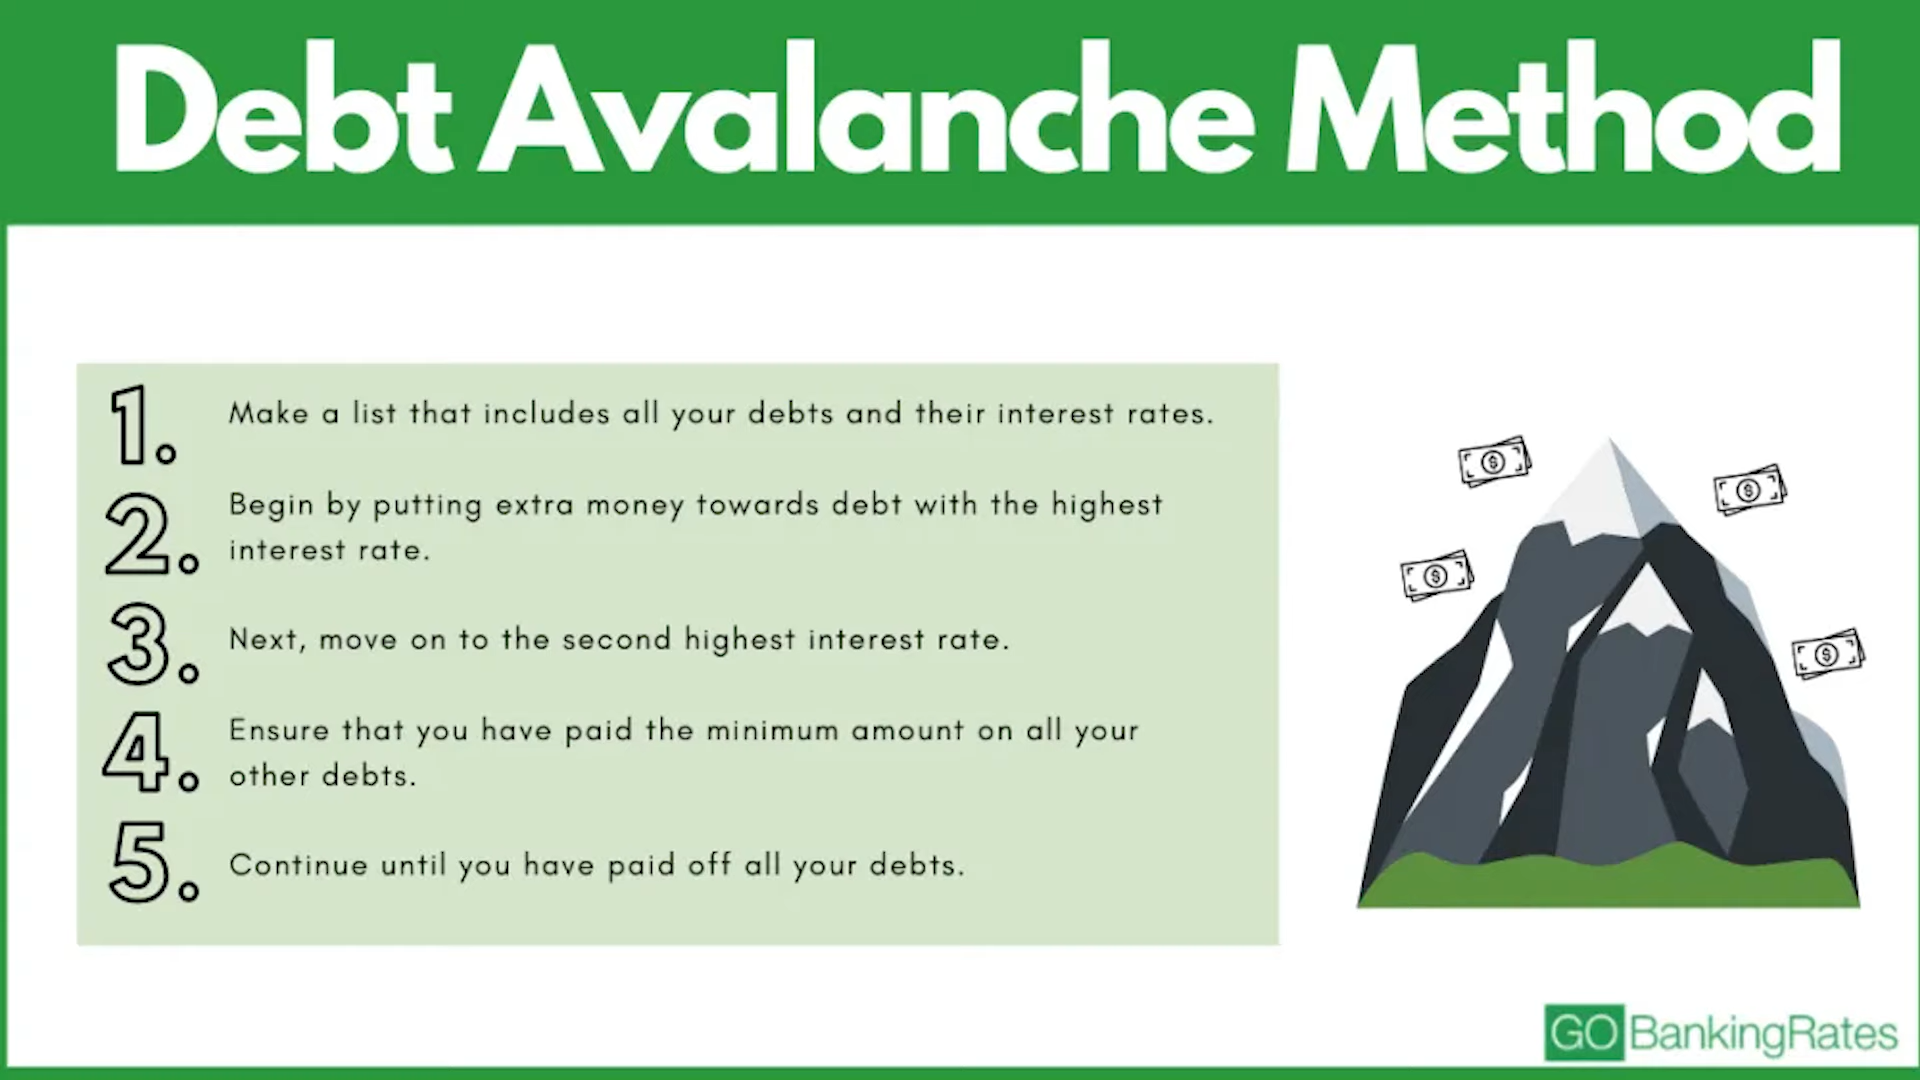 Debt Avalanche Method
1. Make a list that includes all your debts and their interest rates.
2. Begin by putting extra money towards debt with the highest
interest rate.
3. Next, move on to the second highest interest rate.
4. Ensure that you have paid the minimum amount on all your
other debts.
5. Continue until you have paid off all your debts.
GOBankingRates